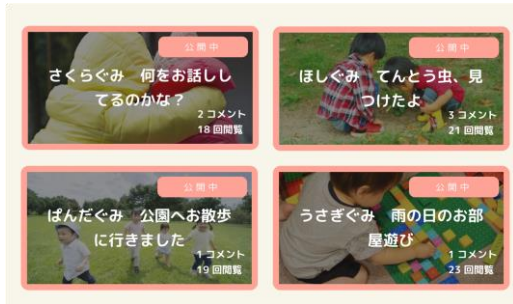 公開中
さくらぐみ　何をお話しし
てるのかな？
2 コメント
18 回閲覧
公開中
ほしぐみ　てんとう虫、見
つけたよ
3 コメント
21 回閲覧
公開中
ぱんだぐみ　公園へお散歩
に行きました
1 コメント
19 回閲覧
公開中
うさぎぐみ　雨の日のお部
屋遊び
1 コメント
23 回閲覧